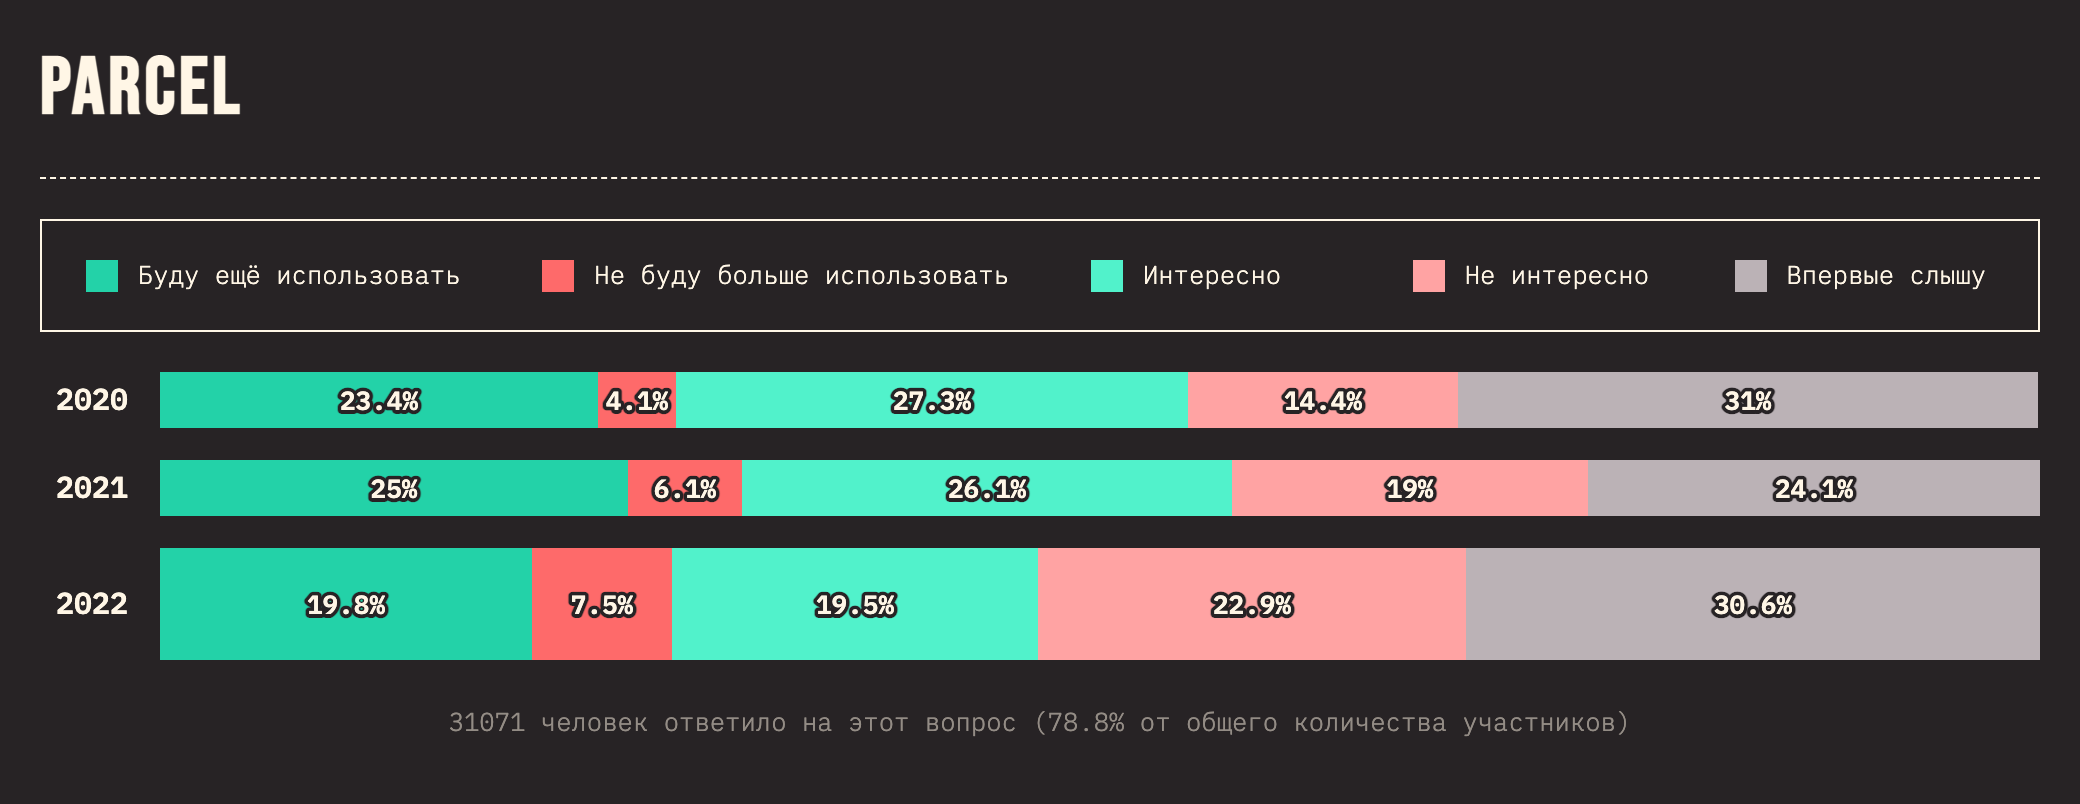 PARCEL
Буду ещё использовать Не буду больше использовать Интересно Не интересно Впервые слышу
2020 23.4% 4.1% 27.3% 14.4% 31%
2021 25% 6.1% 26.1% 19% 24.1%
2022 19.8% 7.5% 19.5% 22.9% 30.6%
31071 человек ответило на этот вопрос (78.8% от общего количества участников)